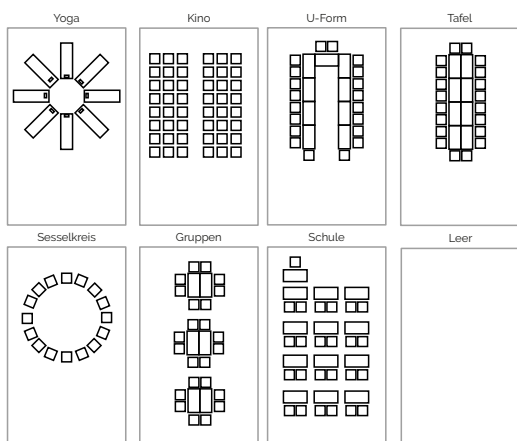 Yoga
Kino
U-Form
Tafel
Sesselkreis
Gruppen
Schule
Leer